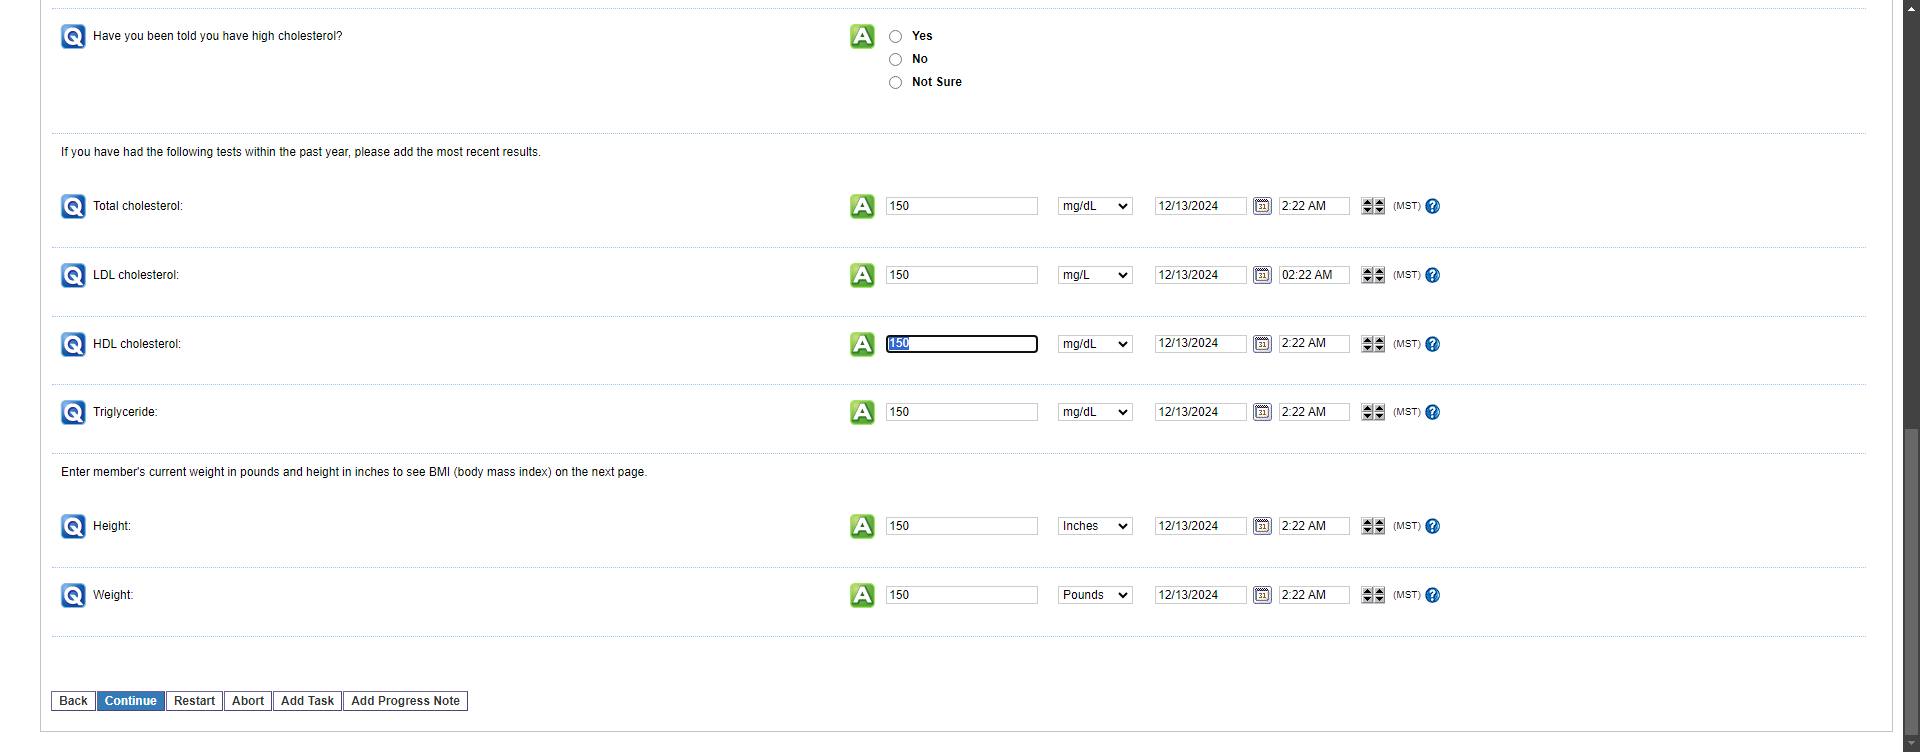 Q Have you been told you have high cholesterol? A Yes
No
Not Sure
If you have had the following tests within the past year, please add the most recent results.
Q Total cholesterol: A 150 mg/dL 12/13/2024 31 2:22 AM (MST) ?
Q LDL cholesterol: A 150 mg/L 12/13/2024 31 02:22 AM (MST) ?
Q HDL cholesterol: A 150 mg/dL 12/13/2024 31 2:22 AM (MST) ?
Q Triglyceride: A 150 mg/dL 12/13/2024 31 2:22 AM (MST) ?
Enter member's current weight in pounds and height in inches to see BMI (body mass index) on the next page.
Q Height: A 150 Inches 12/13/2024 31 2:22 AM (MST) ?
Q Weight: A 150 Pounds 12/13/2024 31 2:22 AM (MST) ?
Back Continue Restart Abort Add Task Add Progress Note